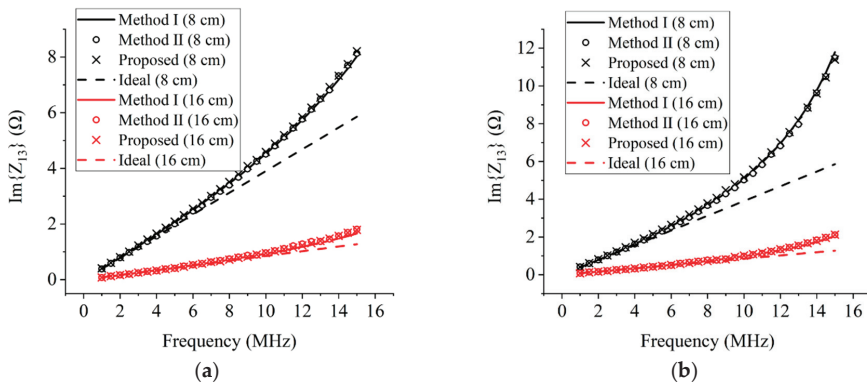 Method I (8 cm)
Method II (8 cm)
Proposed (8 cm)
Ideal (8 cm)
Method I (16 cm)
Method II (16 cm)
Proposed (16 cm)
Ideal (16 cm)
Im{Z13} (Ω)
8
6
4
2
0
0 2 4 6 8 10 12 14 16
Frequency (MHz)
(a)
Method I (8 cm)
Method II (8 cm)
Proposed (8 cm)
Ideal (8 cm)
Method I (16 cm)
Method II (16 cm)
Proposed (16 cm)
Ideal (16 cm)
Im{Z13} (Ω)
12
10
8
6
4
2
0
0 2 4 6 8 10 12 14 16
Frequency (MHz)
(b)